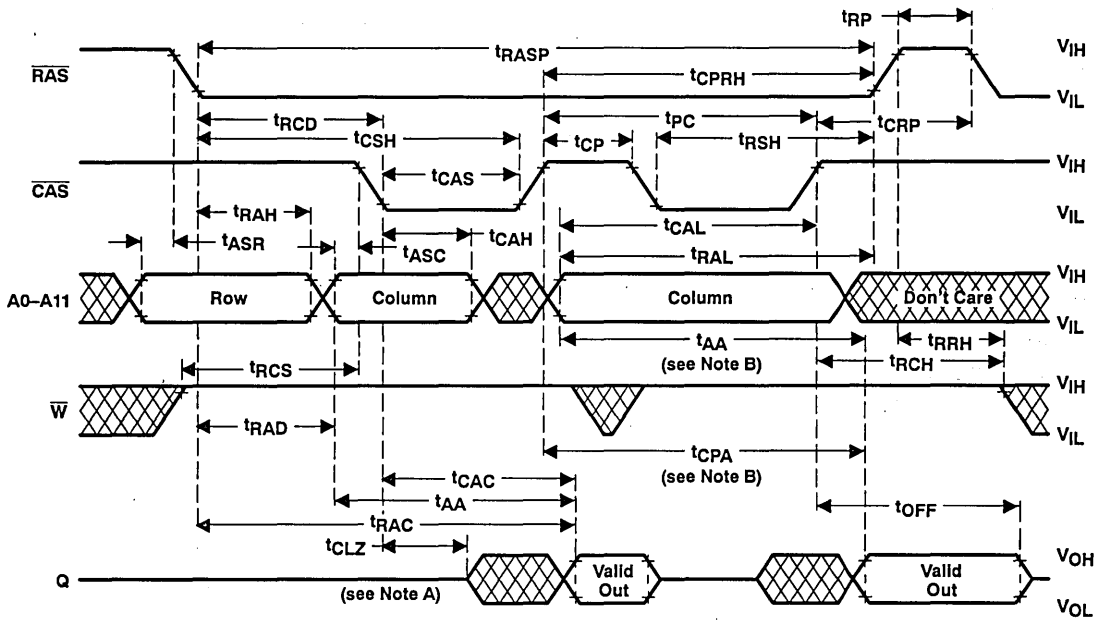 tRP
tRASP
VIH
RAS
tCPRH
VIL
tRCD
tPC
tCRP
tCSH
tCP
tRSH
VIH
CAS
tCAS
VIL
tRAH
tCAL
tASR
tCAH
tASC
tRAL
VIH
A0–A11
Row
Column
Column
Don't Care
VIL
tAA
tRRH
(see Note B)
tRCH
tRCS
VIH
W
tRAD
VIL
tCPA
(see Note B)
tCAC
tAA
tOFF
tRAC
tCLZ
VOH
Q
Valid
Out
Valid
Out
(see Note A)
VOL